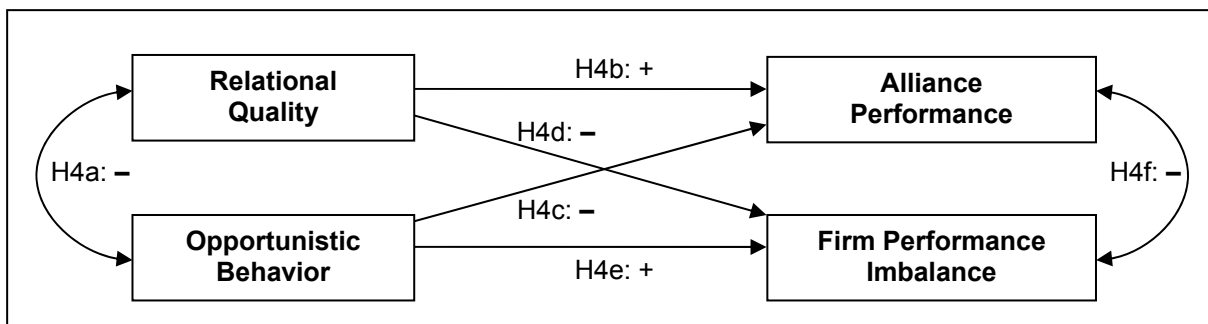 Relational
Quality
H4b: +
Alliance
Performance
H4d: –
H4a: –
H4f: –
H4c: –
Opportunistic
Behavior
H4e: +
Firm Performance
Imbalance